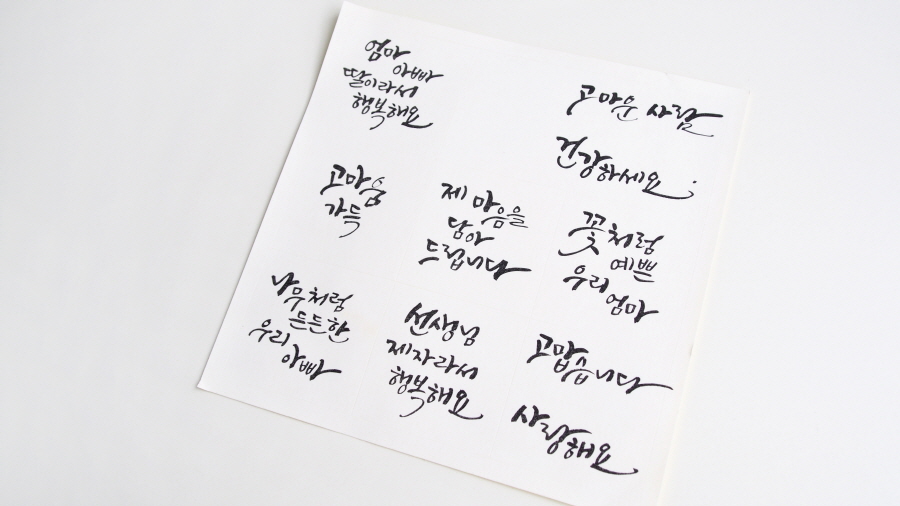 엄마
아빠
딸이라서
행복해요
고마운 사람
건강하세요
고마움
가득
제 마음을
담아
드립니다
꽃처럼
예쁜
우리
엄마
나무처럼
든든한
우리
아빠
선생님
제자라서
행복해요
고맙습니다
사랑해요